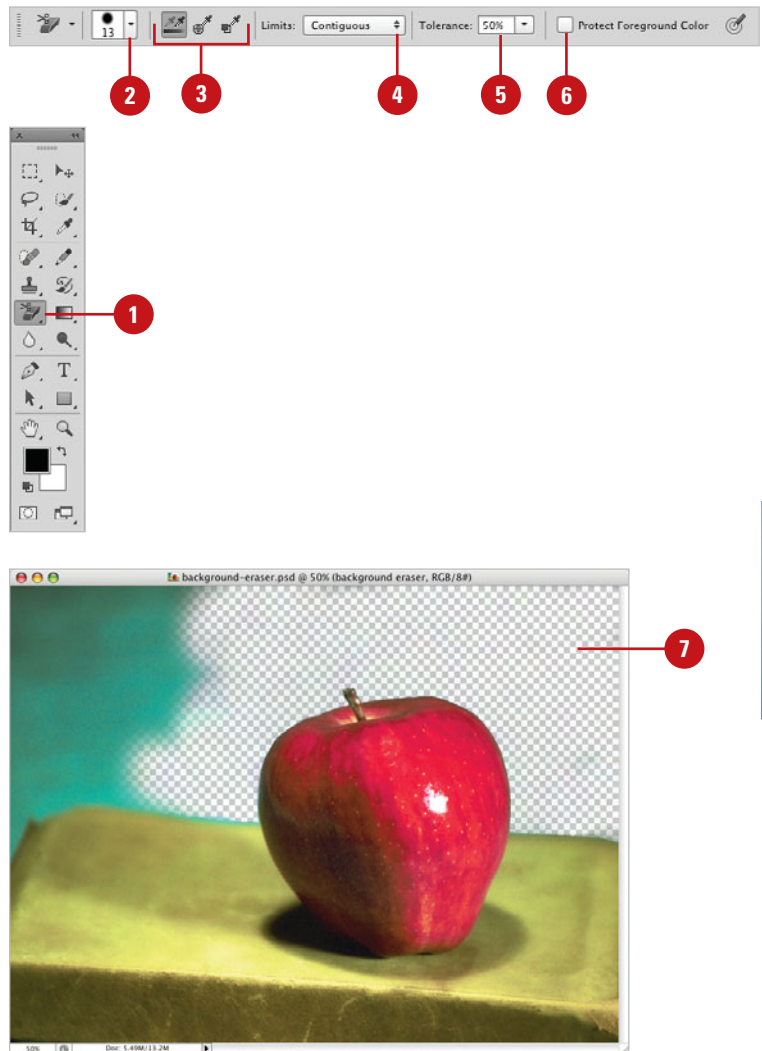 13 Limits: Contiguous Tolerance: 50% Protect Foreground Color
2 3 4 5 6
x
1
T
background-eraser.psd @ 50% (background eraser, RGB/8#)
7
50% Doc: 5.49M/13.2M